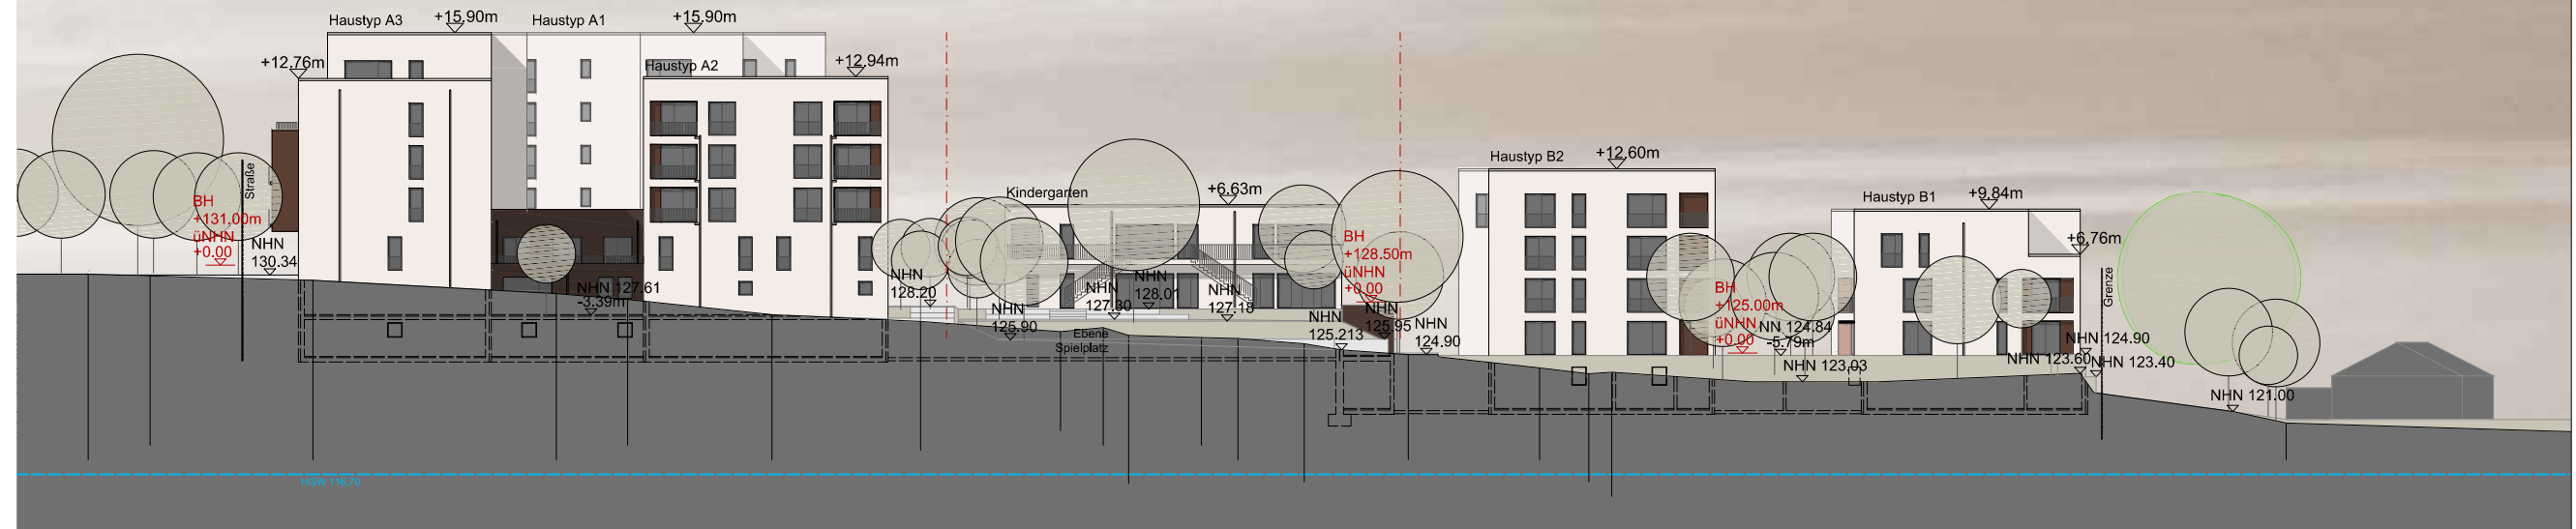 Haustyp A3
+15.90m
Haustyp A1
+15.90m
+12.76m
Haustyp A2
+12.94m
Straße
BH
+131.00m
üNHN
+0.00
NHN
130.34
NHN 127.61
-3.39m
NHN
128.20
Kindergarten
+6.63m
NHN
125.90
Ebene
Spielplatz
NHN
127.30
NHN
128.01
NHN
127.18
BH
+128.50m
üNHN
+0.00
NHN
125.213
NHN
125.95
NHN
124.90
Haustyp B2
+12.60m
BH
+125.00m
üNHN
+0.00
NN 124.84
-5.79m
NHN 123.03
Haustyp B1
+9.84m
+6.76m
Grenze
NHN 124.90
NHN 123.60
NHN 123.40
NHN 121.00
HGW 116,70